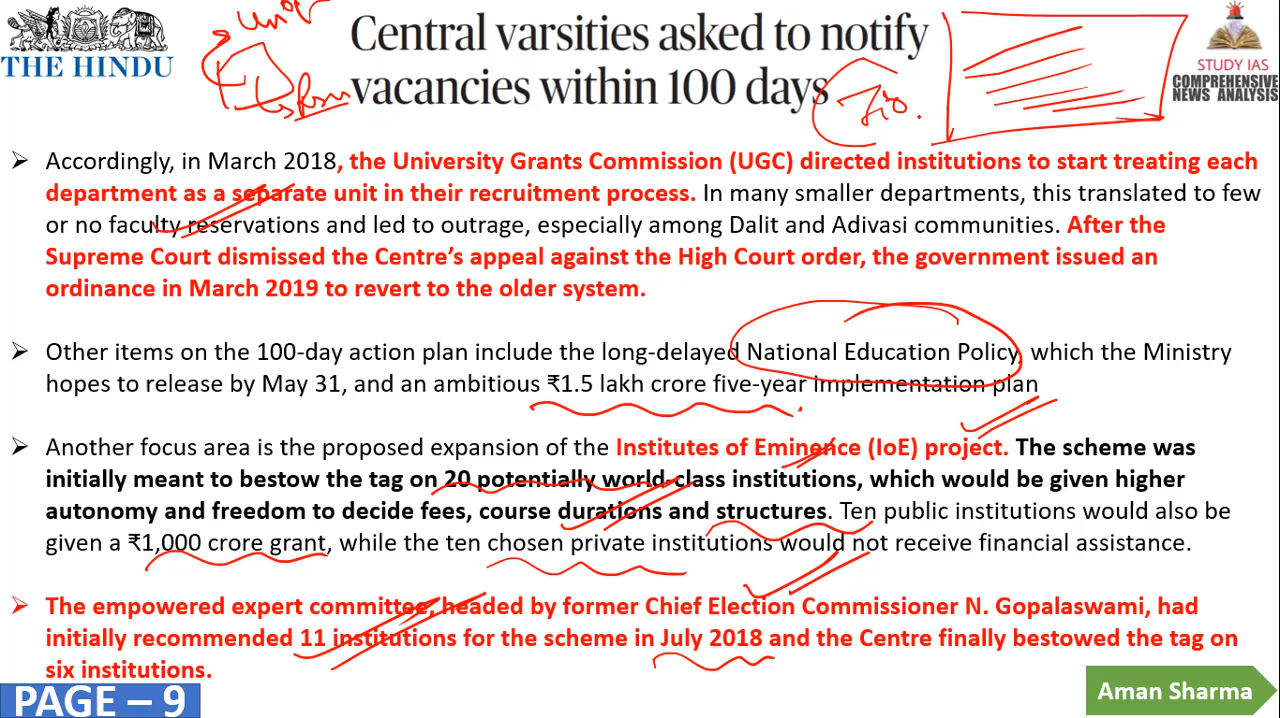 THE HINDU
Central varsities asked to notify
vacancies within 100 days
STUDY IAS
COMPREHENSIVE
NEWS ANALYSIS
Jio.
➢ Accordingly, in March 2018, the University Grants Commission (UGC) directed institutions to start treating each
department as a separate unit in their recruitment process. In many smaller departments, this translated to few
or no faculty reservations and led to outrage, especially among Dalit and Adivasi communities. After the
Supreme Court dismissed the Centre's appeal against the High Court order, the government issued an
ordinance in March 2019 to revert to the older system.
➢ Other items on the 100-day action plan include the long-delayed National Education Policy, which the Ministry
hopes to release by May 31, and an ambitious ₹1.5 lakh crore five-year implementation plan
➢ Another focus area is the proposed expansion of the Institutes of Eminence (IoE) project. The scheme was
initially meant to bestow the tag on 20 potentially world-class institutions, which would be given higher
autonomy and freedom to decide fees, course durations and structures. Ten public institutions would also be
given a ₹1,000 crore grant, while the ten chosen private institutions would not receive financial assistance.
➢ The empowered expert committee, headed by former Chief Election Commissioner N. Gopalaswami, had
initially recommended 11 institutions for the scheme in July 2018 and the Centre finally bestowed the tag on
six institutions.
PAGE – 9
Aman Sharma